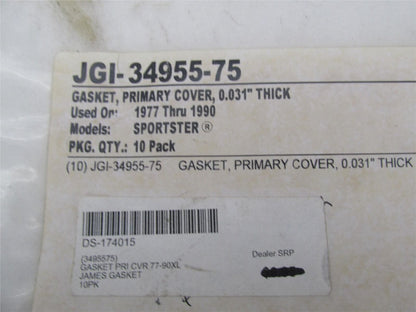 JGI-34955-75
GASKET, PRIMARY COVER, 0.031" THICK
Used On: 1977 Thru 1990
Models: SPORTSTER®
PKG. QTY.: 10 Pack
(10) JGI-34955-75 GASKET, PRIMARY COVER, 0.031" THICK
DS-174015
(3495575)
GASKET PRI CVR 77-90XL
JAMES GASKET
10PK
Dealer SRP